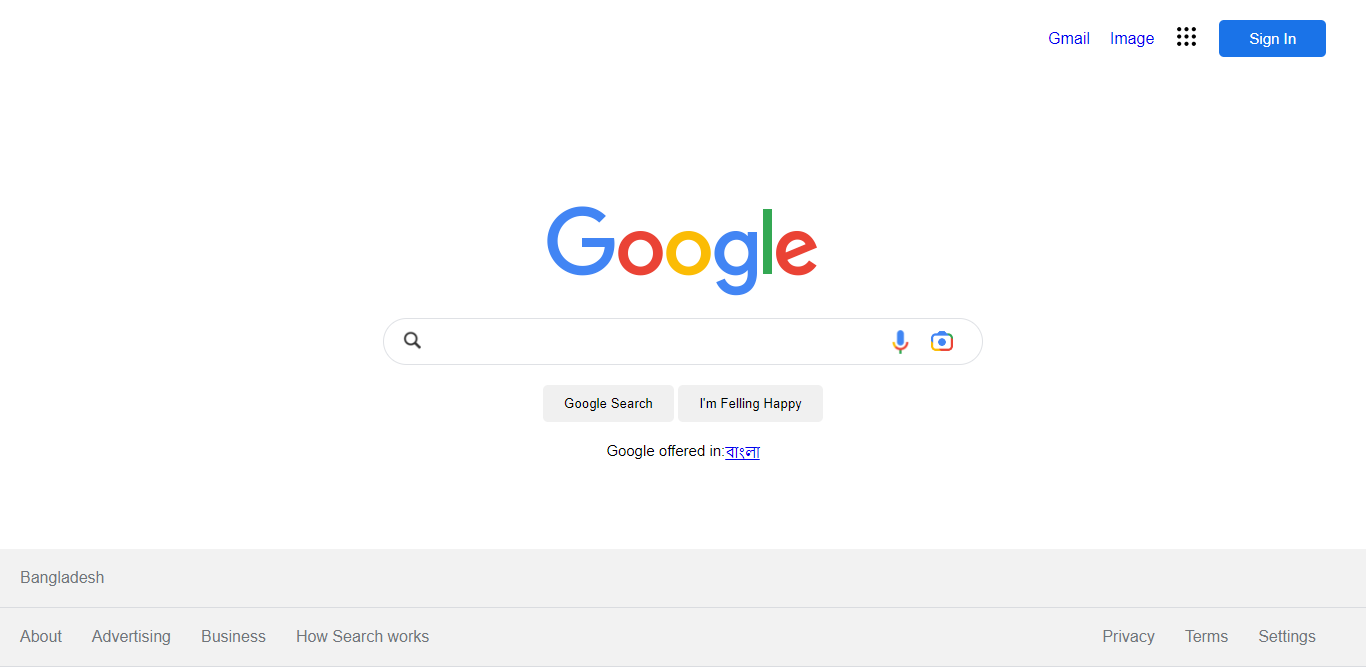 Gmail Image Sign In
Google
Google Search I'm Felling Happy
Google offered in:বাংলা
Bangladesh
About Advertising Business How Search works Privacy Terms Settings